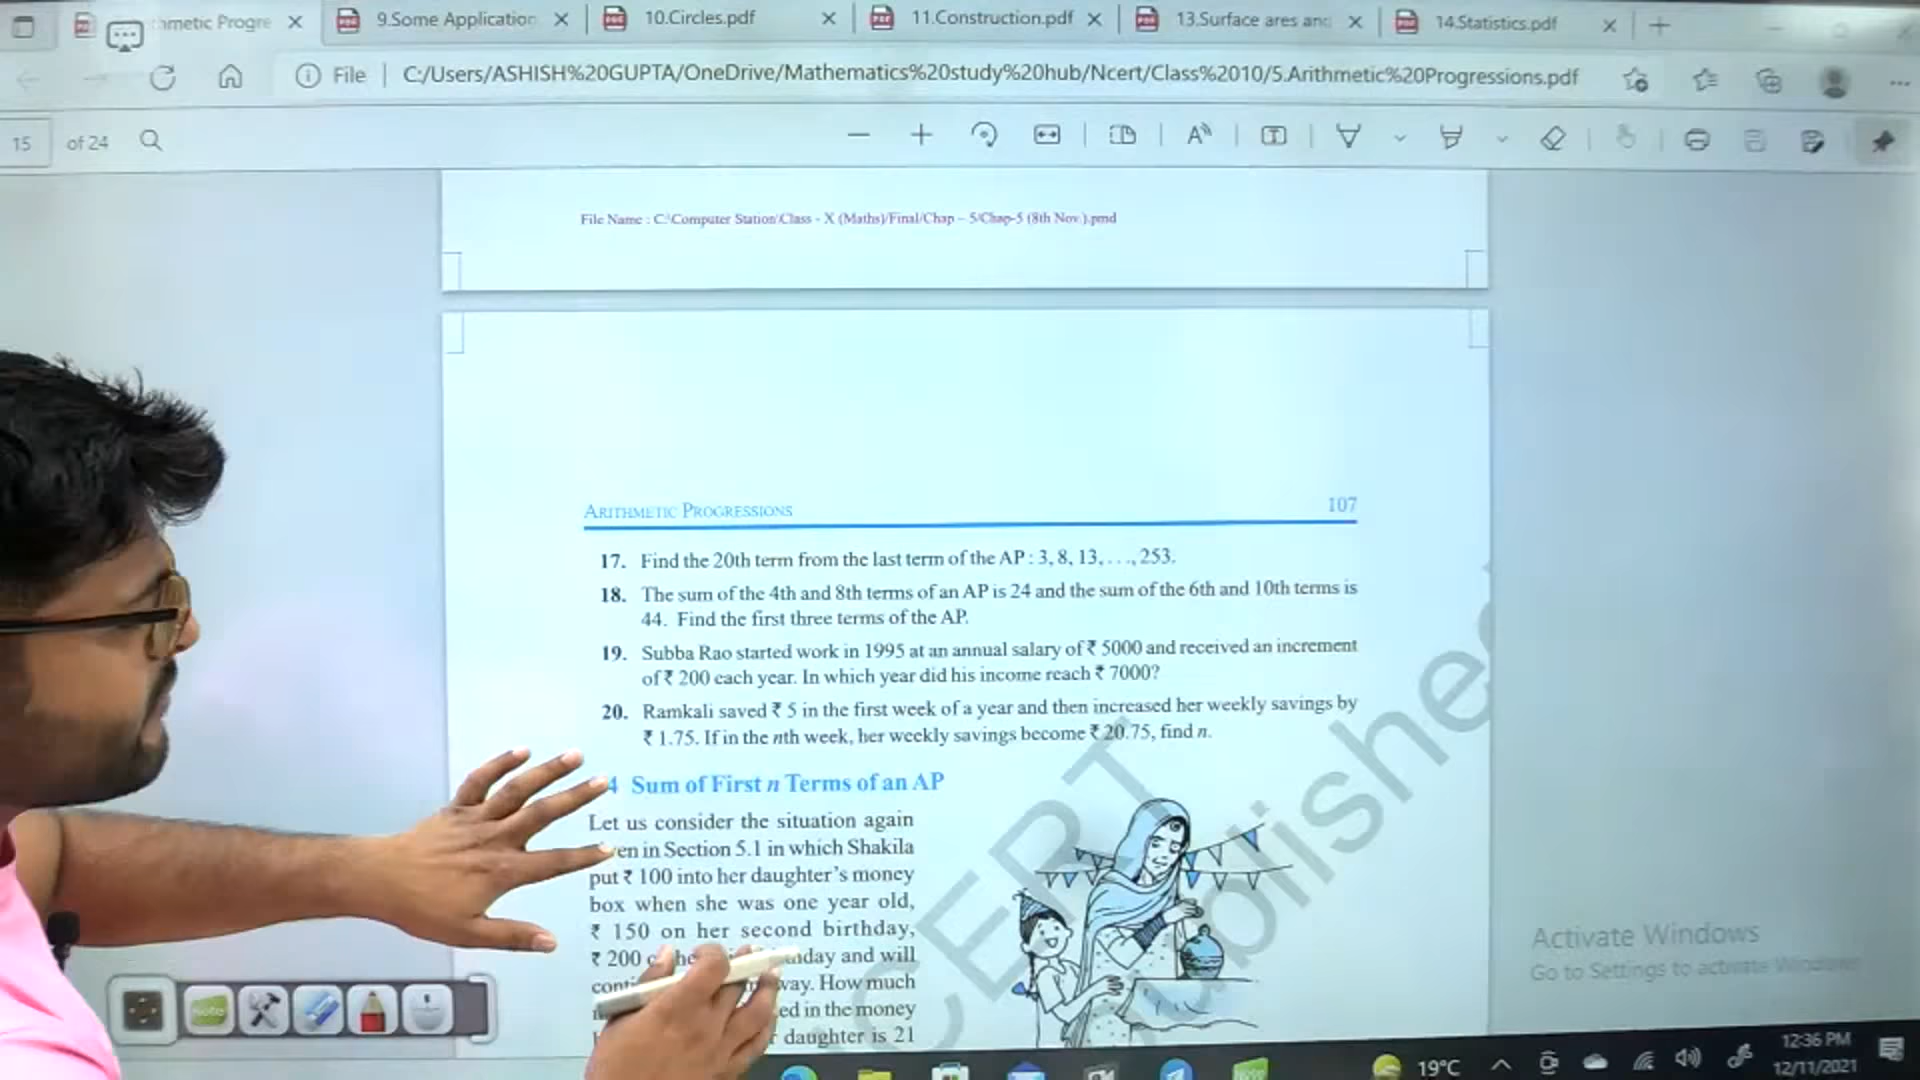 hmetic Progre
9.Some Application
10.Circles.pdf
11.Construction.pdf
13.Surface ares and
14.Statistics.pdf
File
C:/Users/ASHISH%20GUPTA/OneDrive/Mathematics%20study%20hub/Ncert/Class%2010/5.Arithmetic%20Progressions.pdf
15 of 24
File Name : C:\Computer Station\Class - X (Maths)/Final/Chap – 5/Chap-5 (8th Nov.).pmd
ARITHMETIC PROGRESSIONS 107
17. Find the 20th term from the last term of the AP : 3, 8, 13, . . ., 253.
18. The sum of the 4th and 8th terms of an AP is 24 and the sum of the 6th and 10th terms is
44. Find the first three terms of the AP.
19. Subba Rao started work in 1995 at an annual salary of ₹ 5000 and received an increment
of ₹ 200 each year. In which year did his income reach ₹ 7000?
20. Ramkali saved ₹ 5 in the first week of a year and then increased her weekly savings by
₹ 1.75. If in the nth week, her weekly savings become ₹ 20.75, find n.
4 Sum of First n Terms of an AP
Let us consider the situation again
en in Section 5.1 in which Shakila
put ₹ 100 into her daughter's money
box when she was one year old,
₹ 150 on her second birthday,
₹ 200 day and will
way. How much
ed in the money
daughter is 21
Activate Windows
Go to Settings to activate Windows
Note
Note
19°C
12:36 PM
12/11/2021